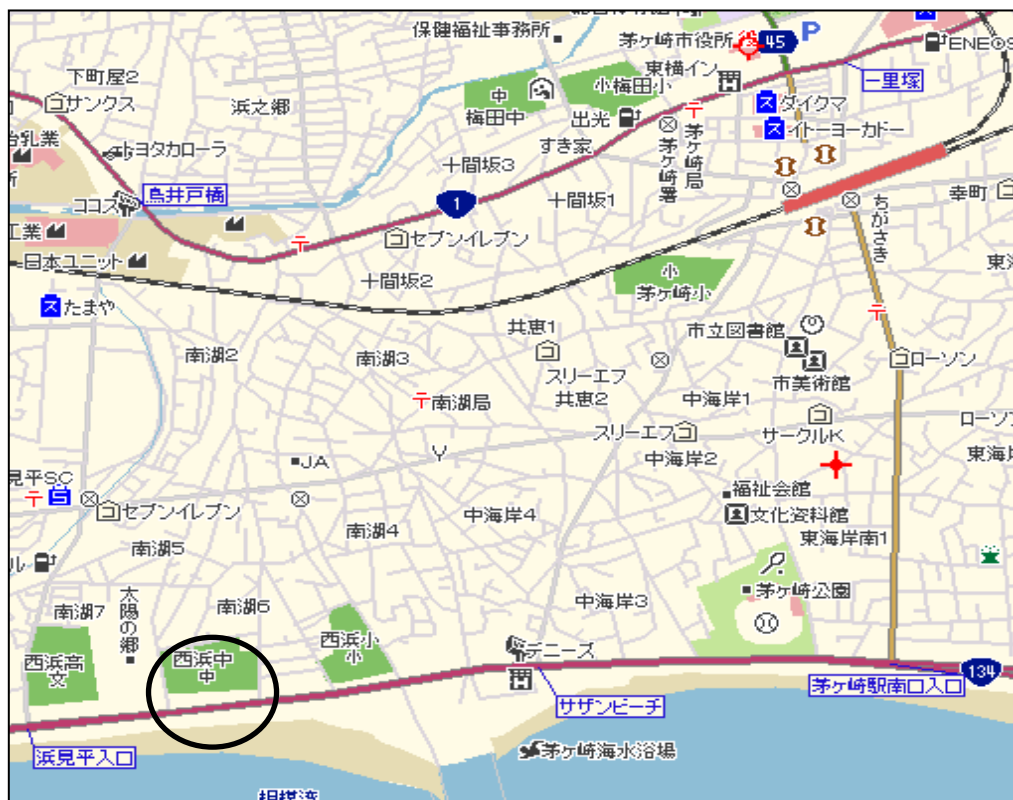 保健福祉事務所
茅ヶ崎市役所
45
P
ENEOS
東横イン
一里塚
下町屋2
サンクス
浜之郷
中
梅田中
小梅田小
出光
ダイクマ
イトーヨーカドー
すき家
茅ヶ崎局
茅ヶ崎署
トヨタカローラ
十間坂3
十間坂1
鳥井戸橋
ココス
1
幸町
ちがさき
工業
セブンイレブン
日本ユニット
十間坂2
小
茅ヶ崎小
たまや
共恵1
市立図書館
南湖2
南湖3
スリーエフ
ローソン
市美術館
共恵2
中海岸1
南湖局
スリーエフ
サークルK
中海岸2
JA
見平SC
福祉会館
セブンイレブン
中海岸4
文化資料館
南湖4
東海岸南1
南湖5
太陽の郷
南湖7
南湖6
中海岸3
茅ヶ崎公園
西浜小
小
西浜中
中
西浜高
文
デニーズ
134
茅ヶ崎駅南口入口
サザンビーチ
浜見平入口
茅ヶ崎海水浴場
相模湾